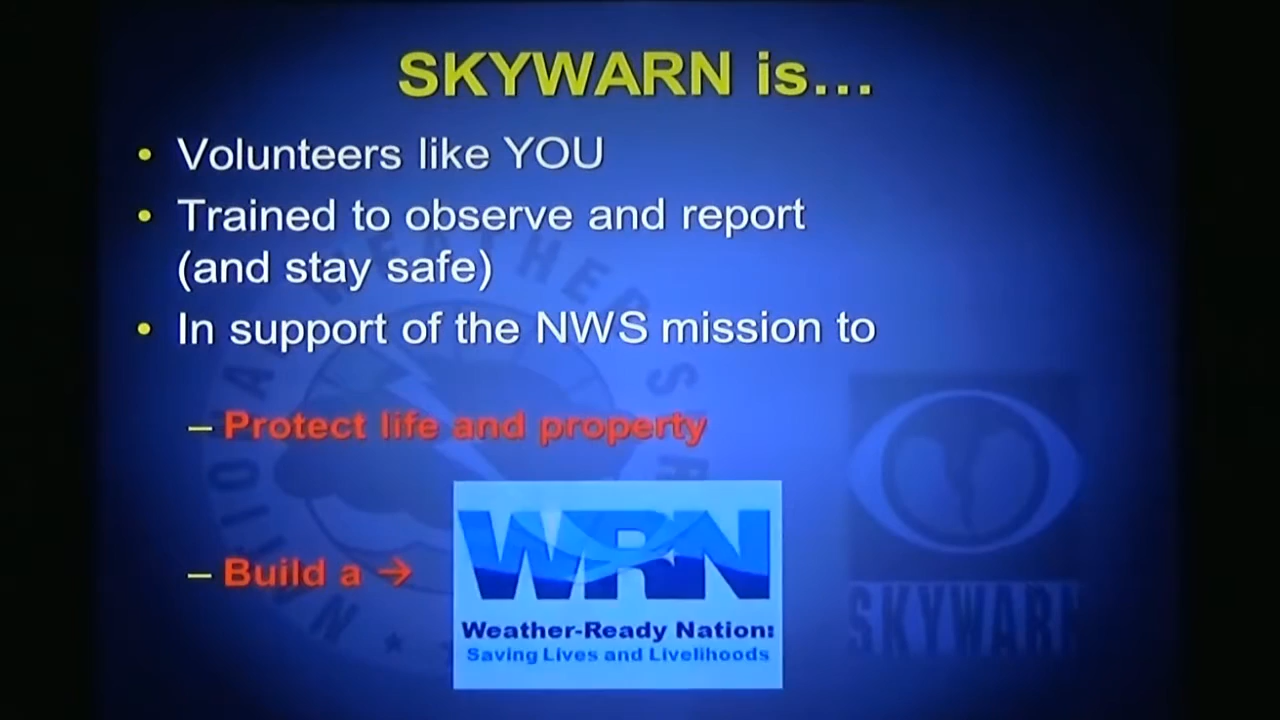 SKYWARN is…
• Volunteers like YOU
• Trained to observe and report
(and stay safe)
• In support of the NWS mission to
– Protect life and property
– Build a →
WRN
Weather-Ready Nation:
Saving Lives and Livelihoods
SKYWARN